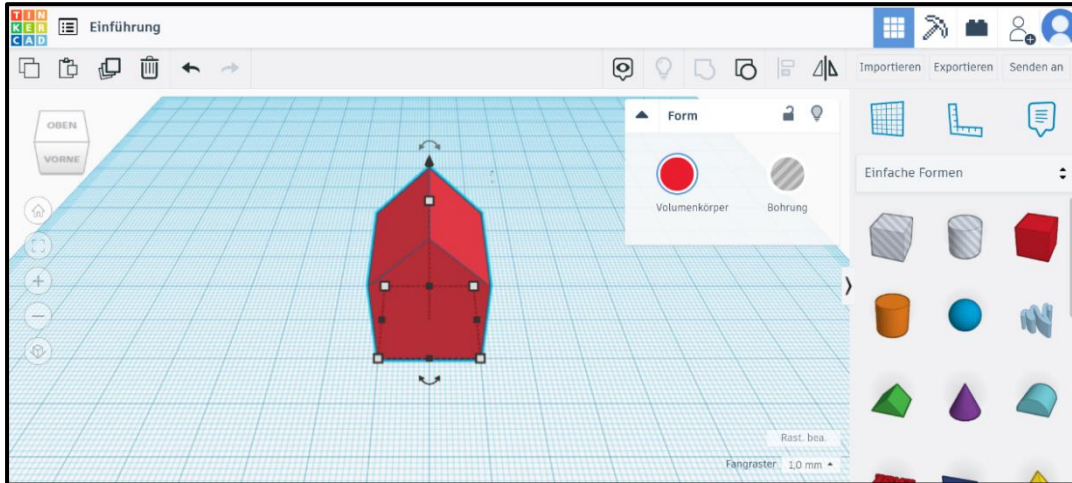 TIN
KER
CAD
Einführung
Importieren Exportieren Senden an
OBEN
VORNE
Form
Volumenkörper Bohrung
Einfache Formen
Rast. bea.
Fangraster 1,0 mm